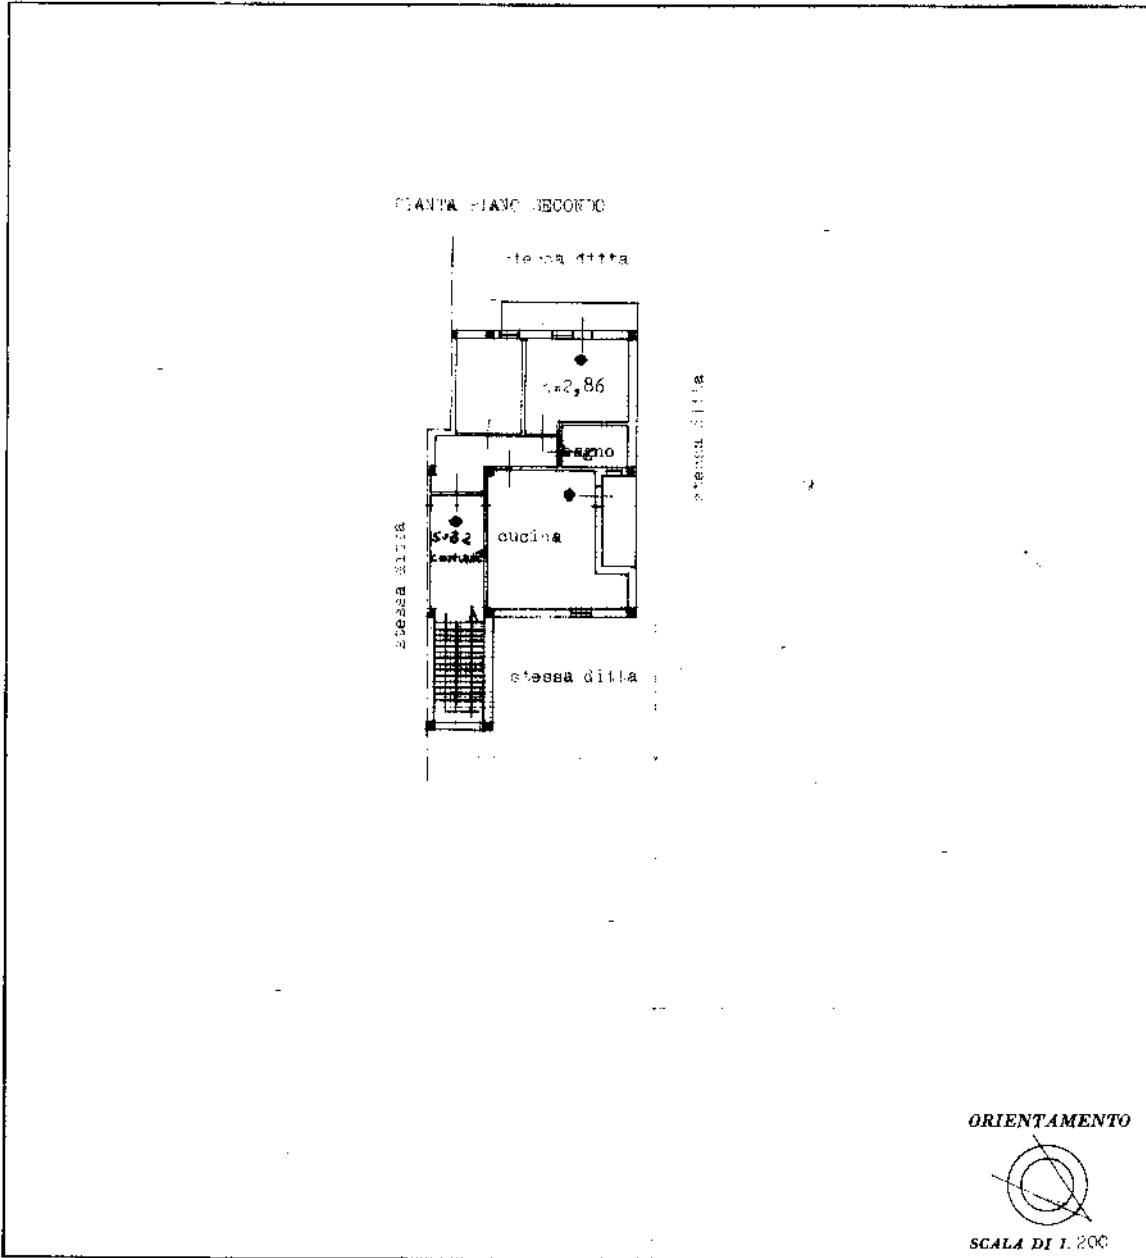 PIANTA PIANO SECONDO
stessa ditta
h=2,86
stessa ditta
bagno
stessa ditta
cucina
stessa ditta
ORIENTAMENTO
SCALA DI 1: 200